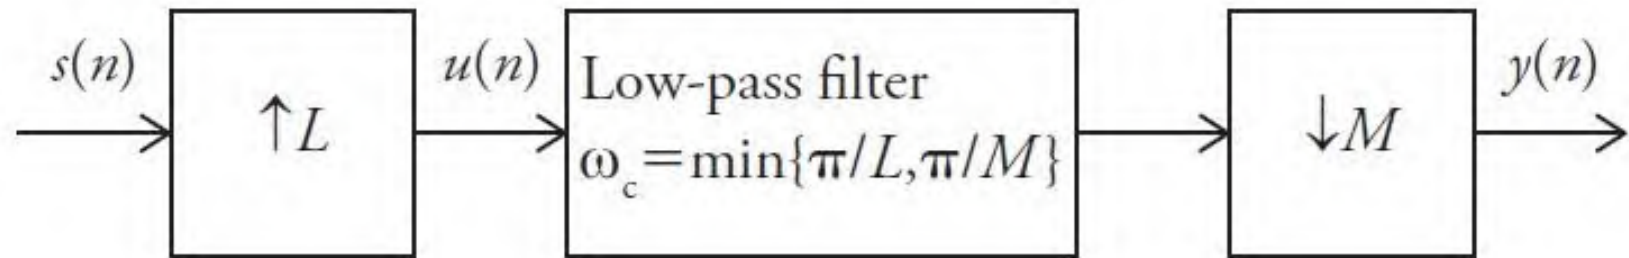 s(n)
↑L
u(n)
Low-pass filter
ω_c=min{π/L,π/M}
↓M
y(n)